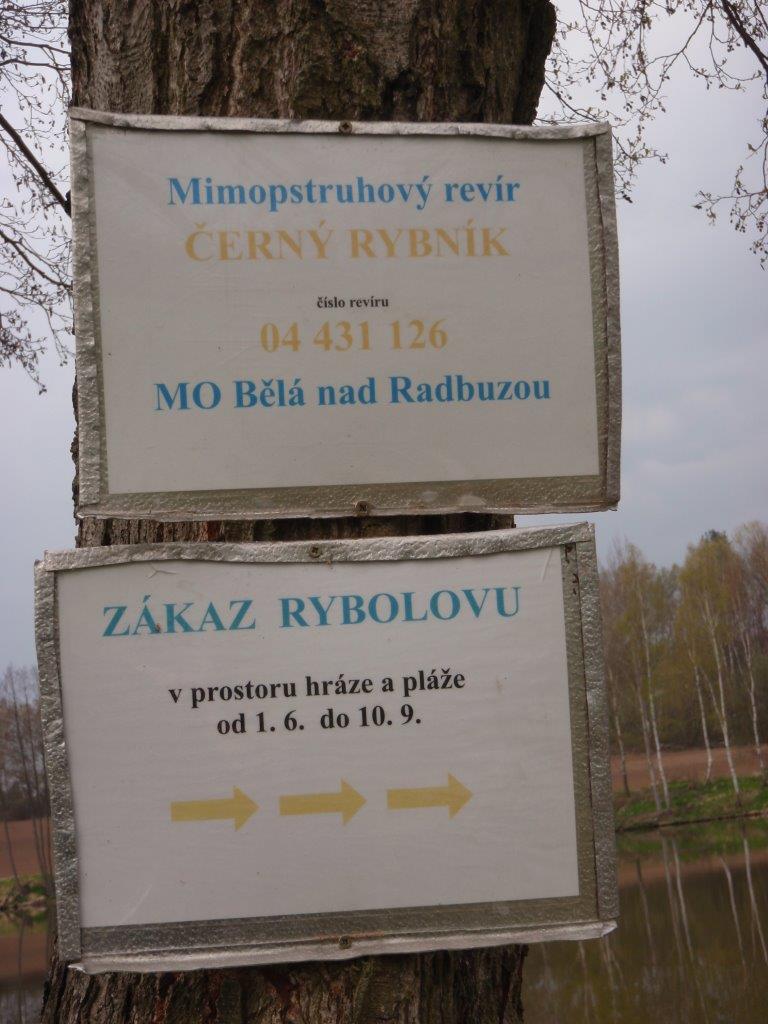 Mimopstruhový revír
ČERNÝ RYBNÍK
číslo revíru
04 431 126
MO Bělá nad Radbuzou
ZÁKAZ RYBOLOVU
v prostoru hráze a pláže
od 1. 6. do 10. 9.